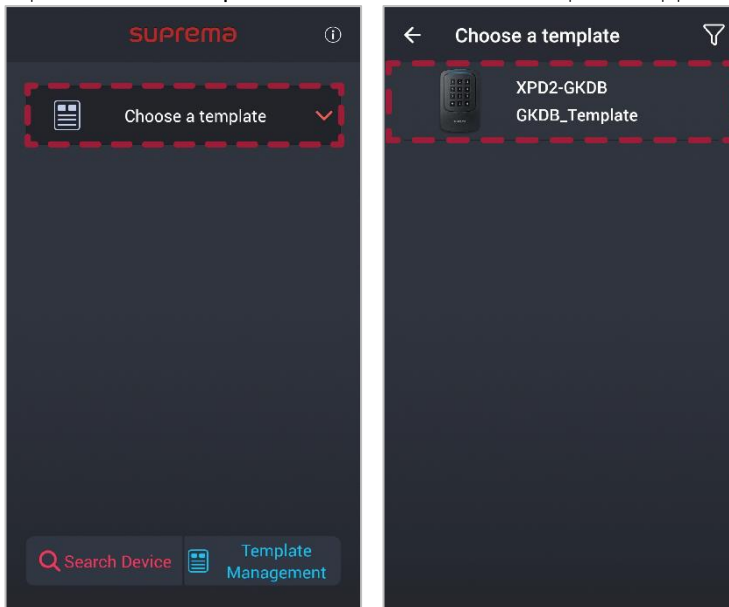 suprema
Choose a template
Search Device
Template
Management
Choose a template
XPD2-GKDB
GKDB_Template